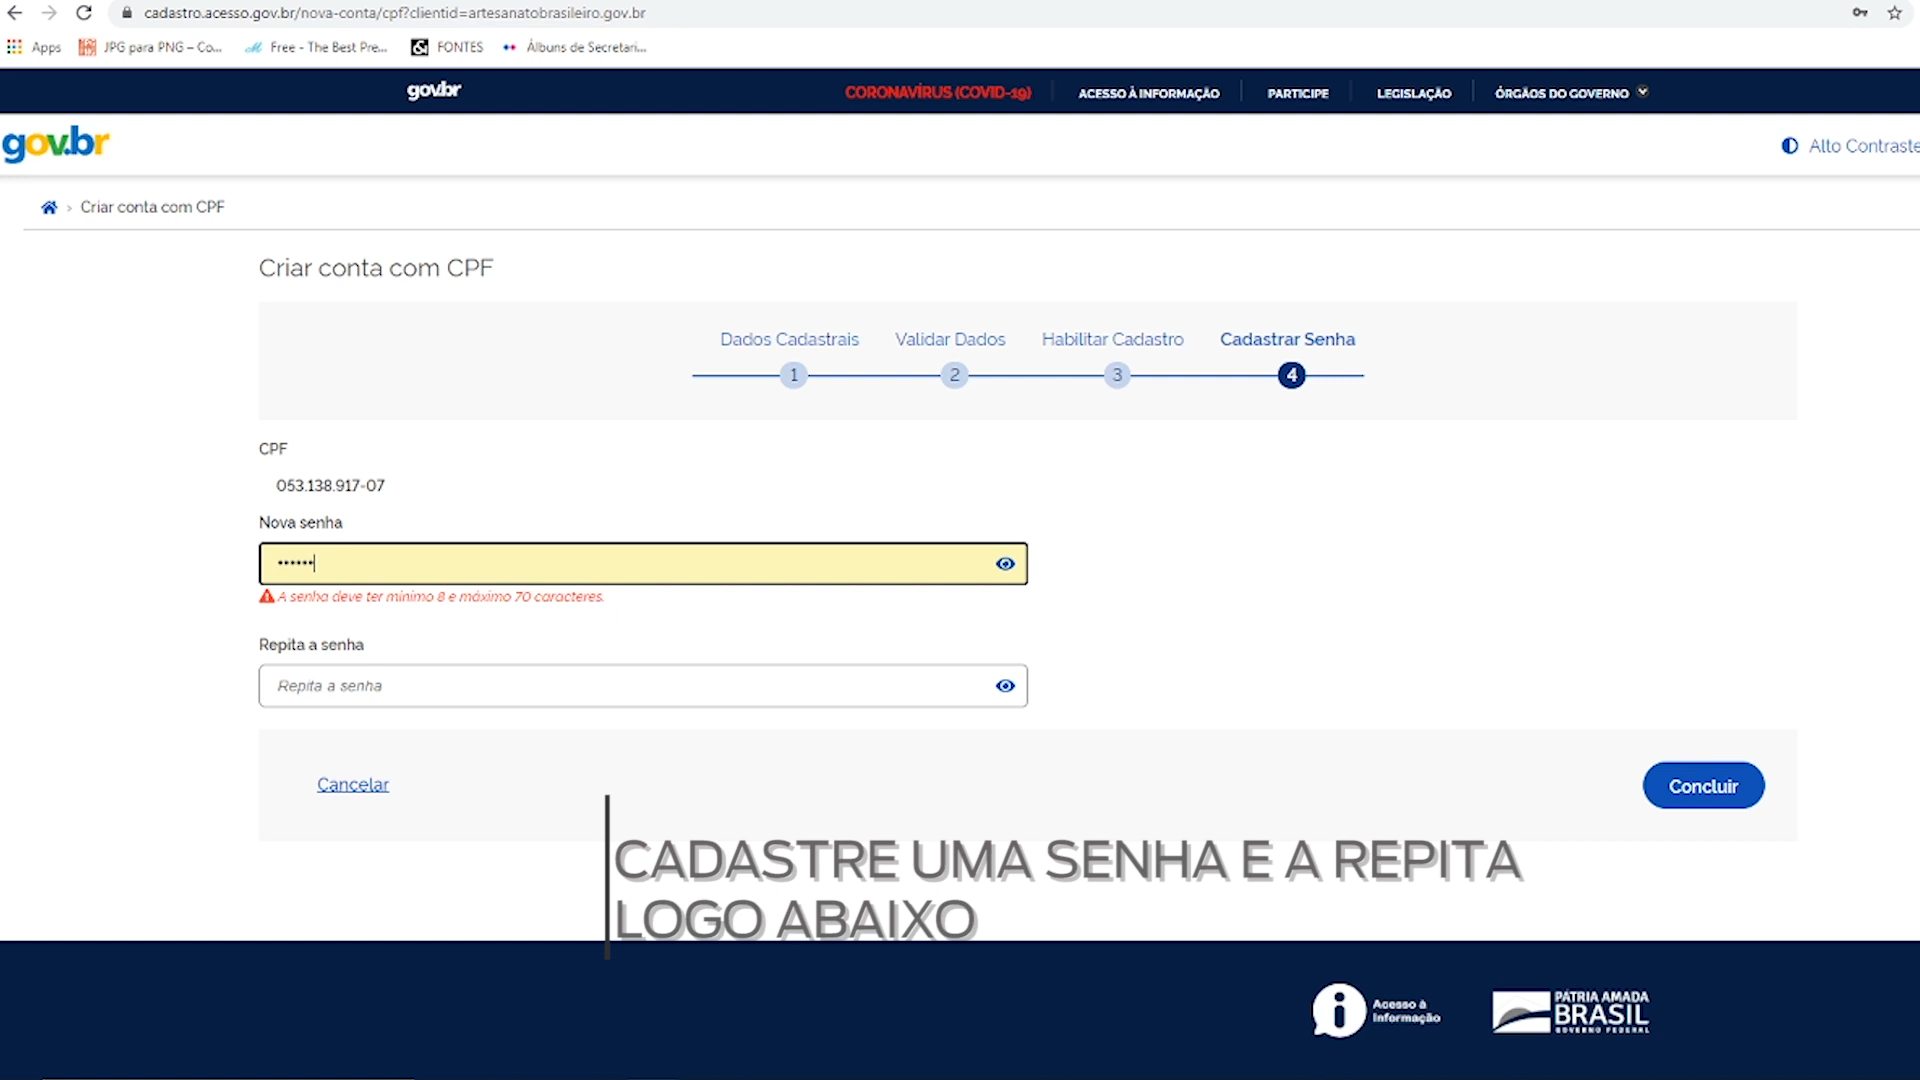 cadastro.acesso.gov.br/nova-conta/cpf?clientid=artesanatobrasileiro.gov.br
Apps JPG para PNG – Co... Free - The Best Pre... FONTES Álbuns de Secretari...
gov.br CORONAVÍRUS (COVID-19) ACESSO À INFORMAÇÃO PARTICIPE LEGISLAÇÃO ÓRGÃOS DO GOVERNO
gov.br Alto Contraste
Criar conta com CPF
Criar conta com CPF
Dados Cadastrais Validar Dados Habilitar Cadastro Cadastrar Senha
1 2 3 4
CPF
053.138.917-07
Nova senha
••••••
A senha deve ter mínimo 8 e máximo 70 caracteres.
Repita a senha
Repita a senha
Cancelar Concluir
CADASTRE UMA SENHA E A REPITA
LOGO ABAIXO
Acesso à
Informação
PÁTRIA AMADA
BRASIL
GOVERNO FEDERAL